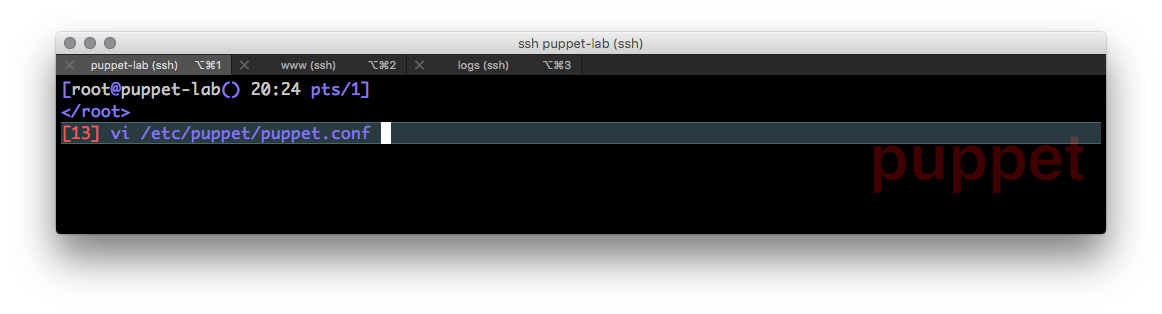 ssh puppet-lab (ssh)
puppet-lab (ssh) ⌥⌘1 www (ssh) ⌥⌘2 logs (ssh) ⌥⌘3
[root@puppet-lab() 20:24 pts/1]
</root>
[13] vi /etc/puppet/puppet.conf
puppet